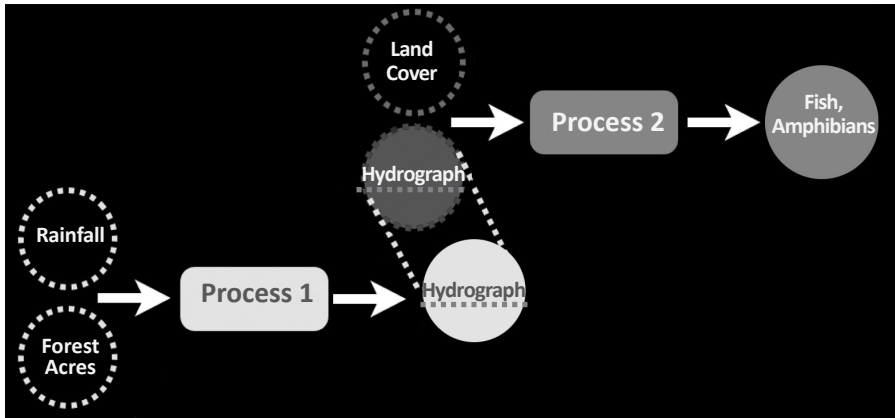 Land
Cover
Process 2
Fish,
Amphibians
Hydrograph
Rainfall
Process 1
Hydrograph
Forest
Acres